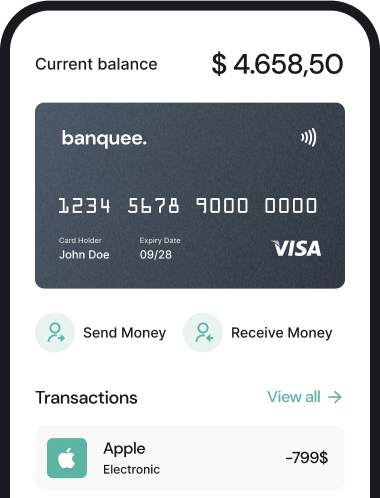 Current balance $ 4.658,50
banquee.
1234 5678 9000 0000
Card Holder Expiry Date
John Doe 09/28 VISA
Send Money Receive Money
Transactions View all →
Apple
-799$
Electronic